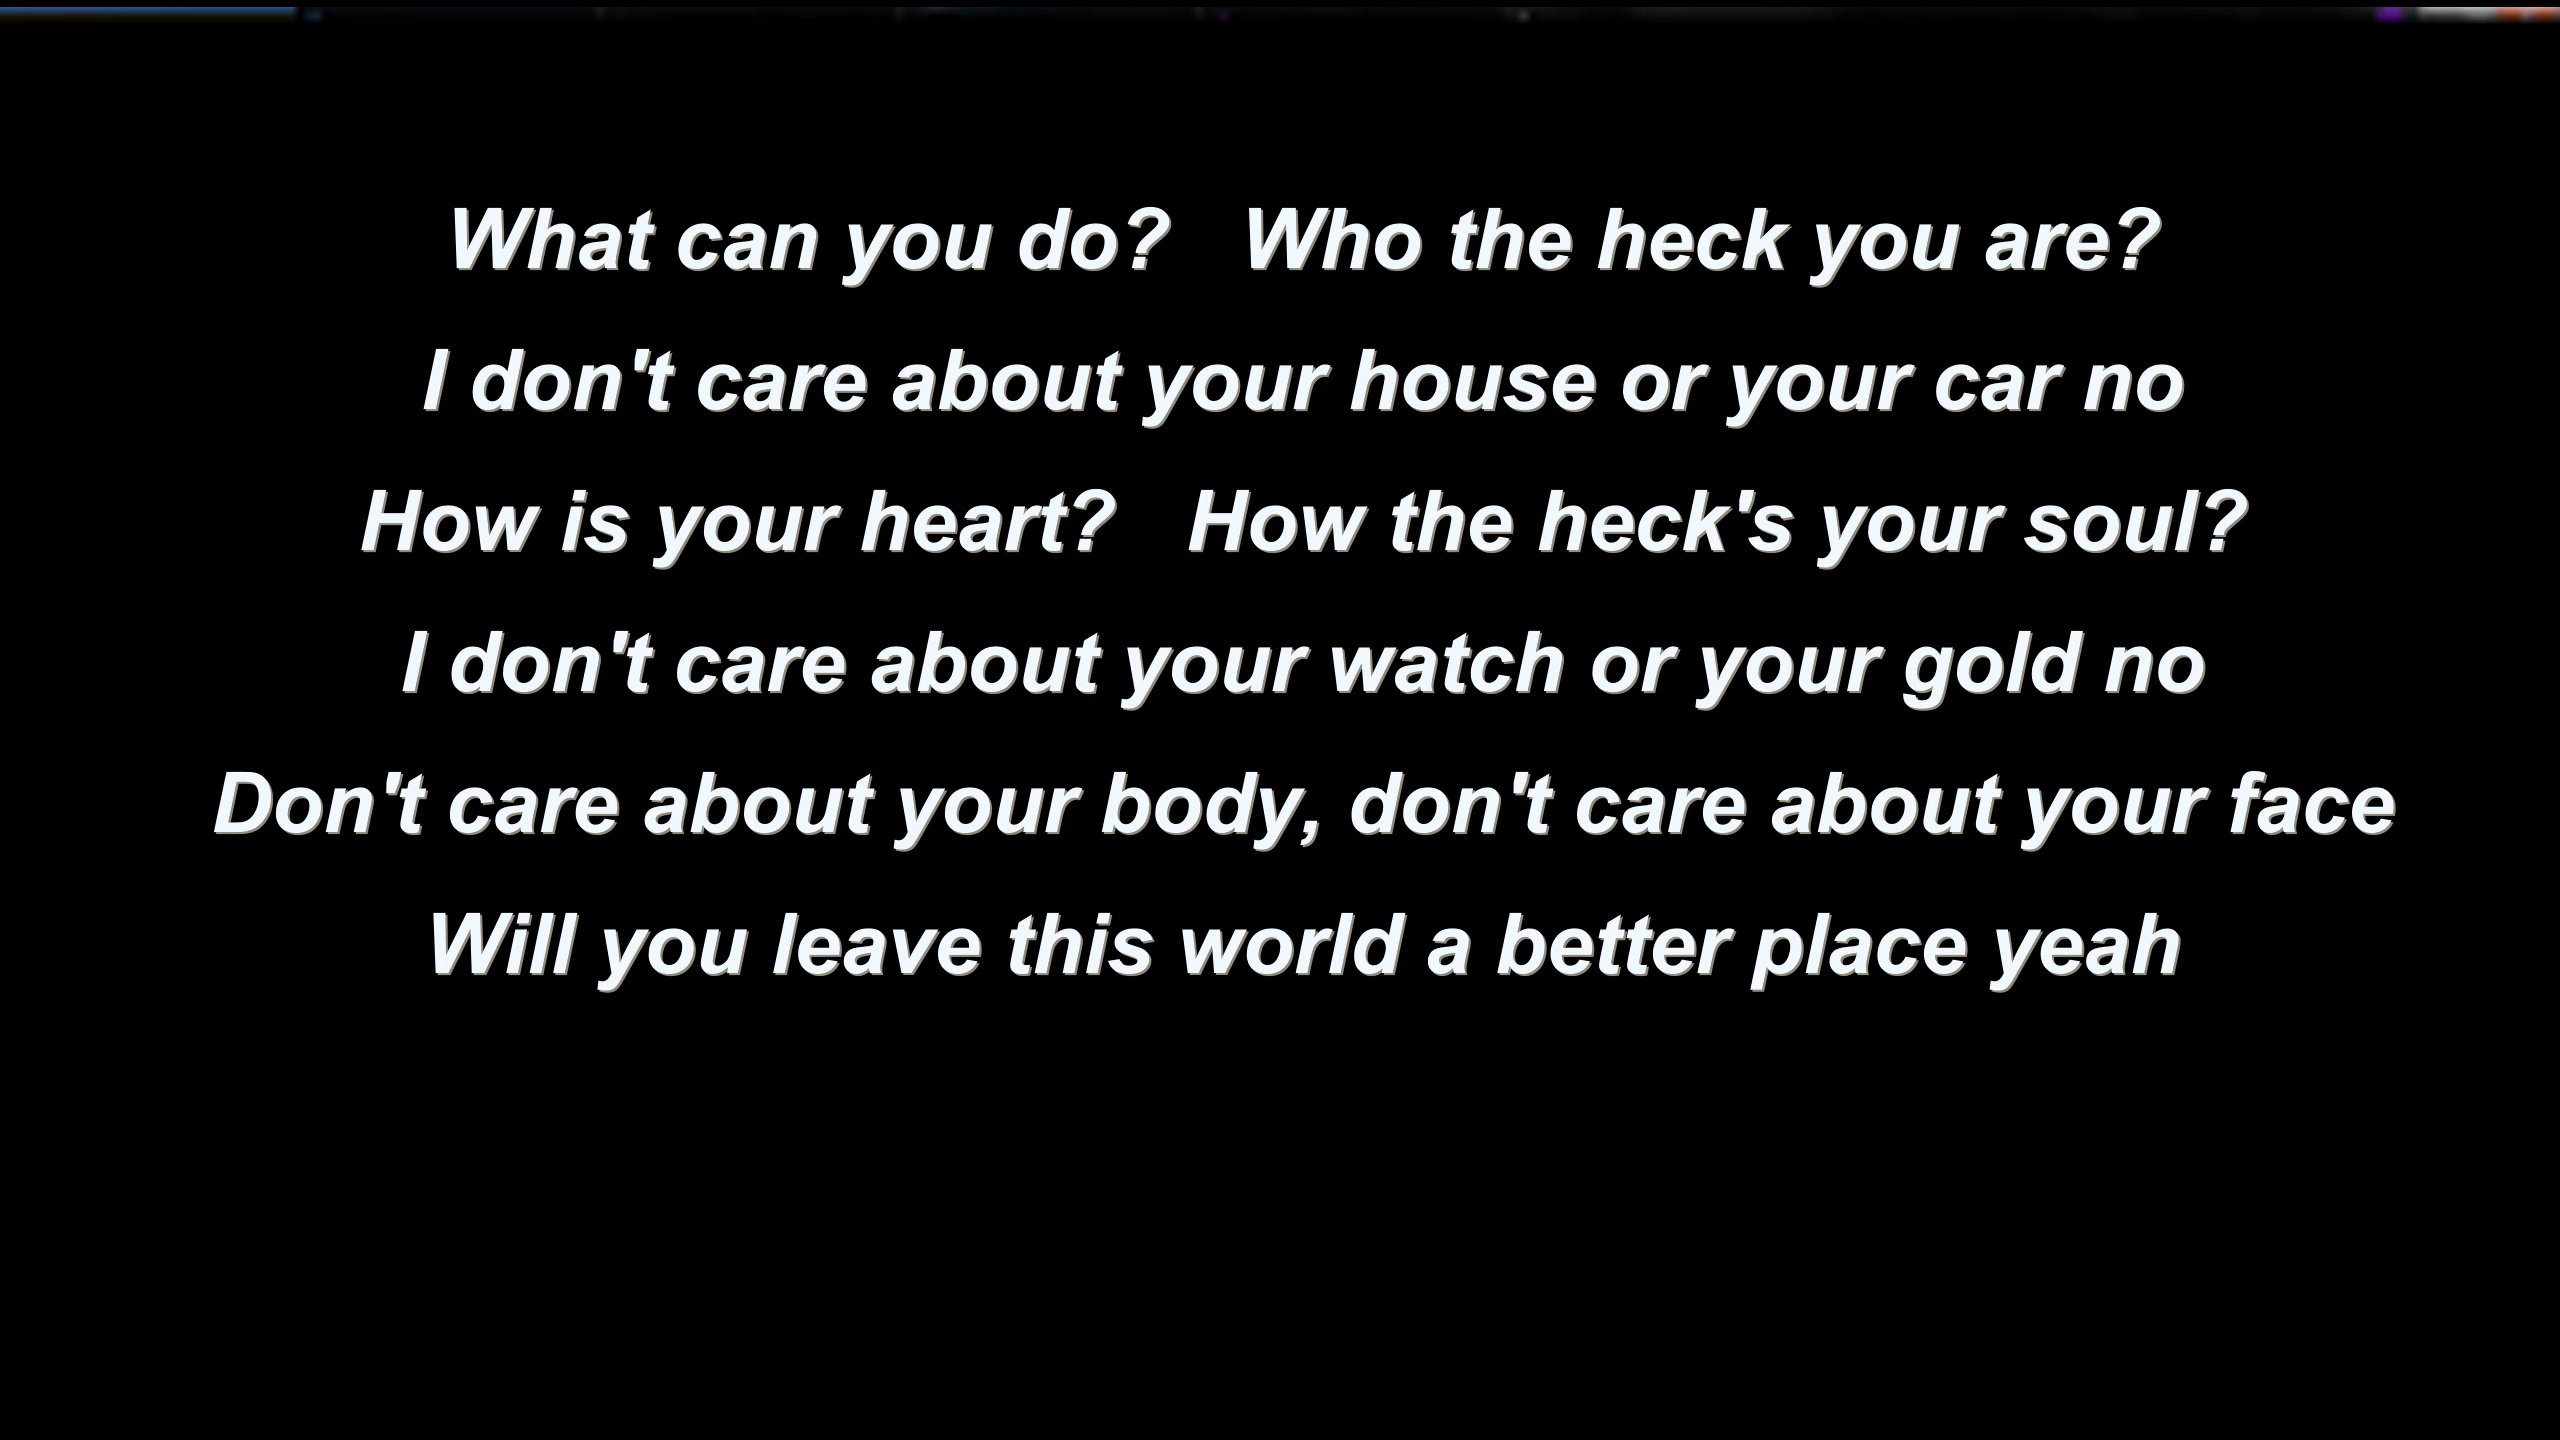 What can you do? Who the heck you are?
I don't care about your house or your car no
How is your heart? How the heck's your soul?
I don't care about your watch or your gold no
Don't care about your body, don't care about your face
Will you leave this world a better place yeah